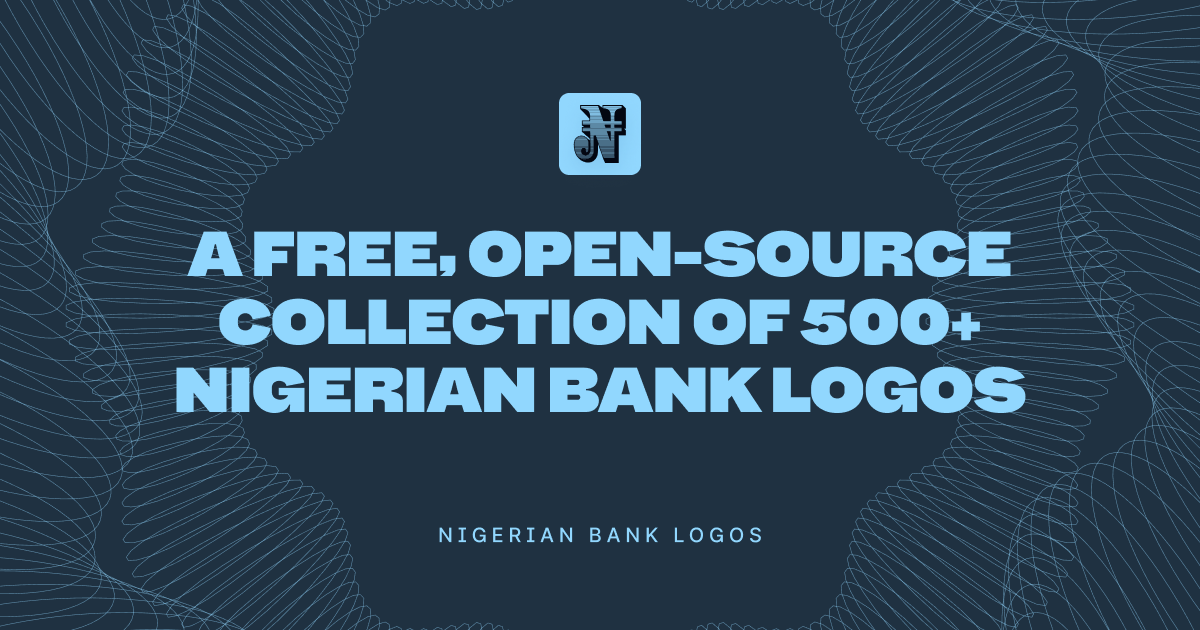 ₦
A FREE, OPEN-SOURCE
COLLECTION OF 500+
NIGERIAN BANK LOGOS
NIGERIAN BANK LOGOS